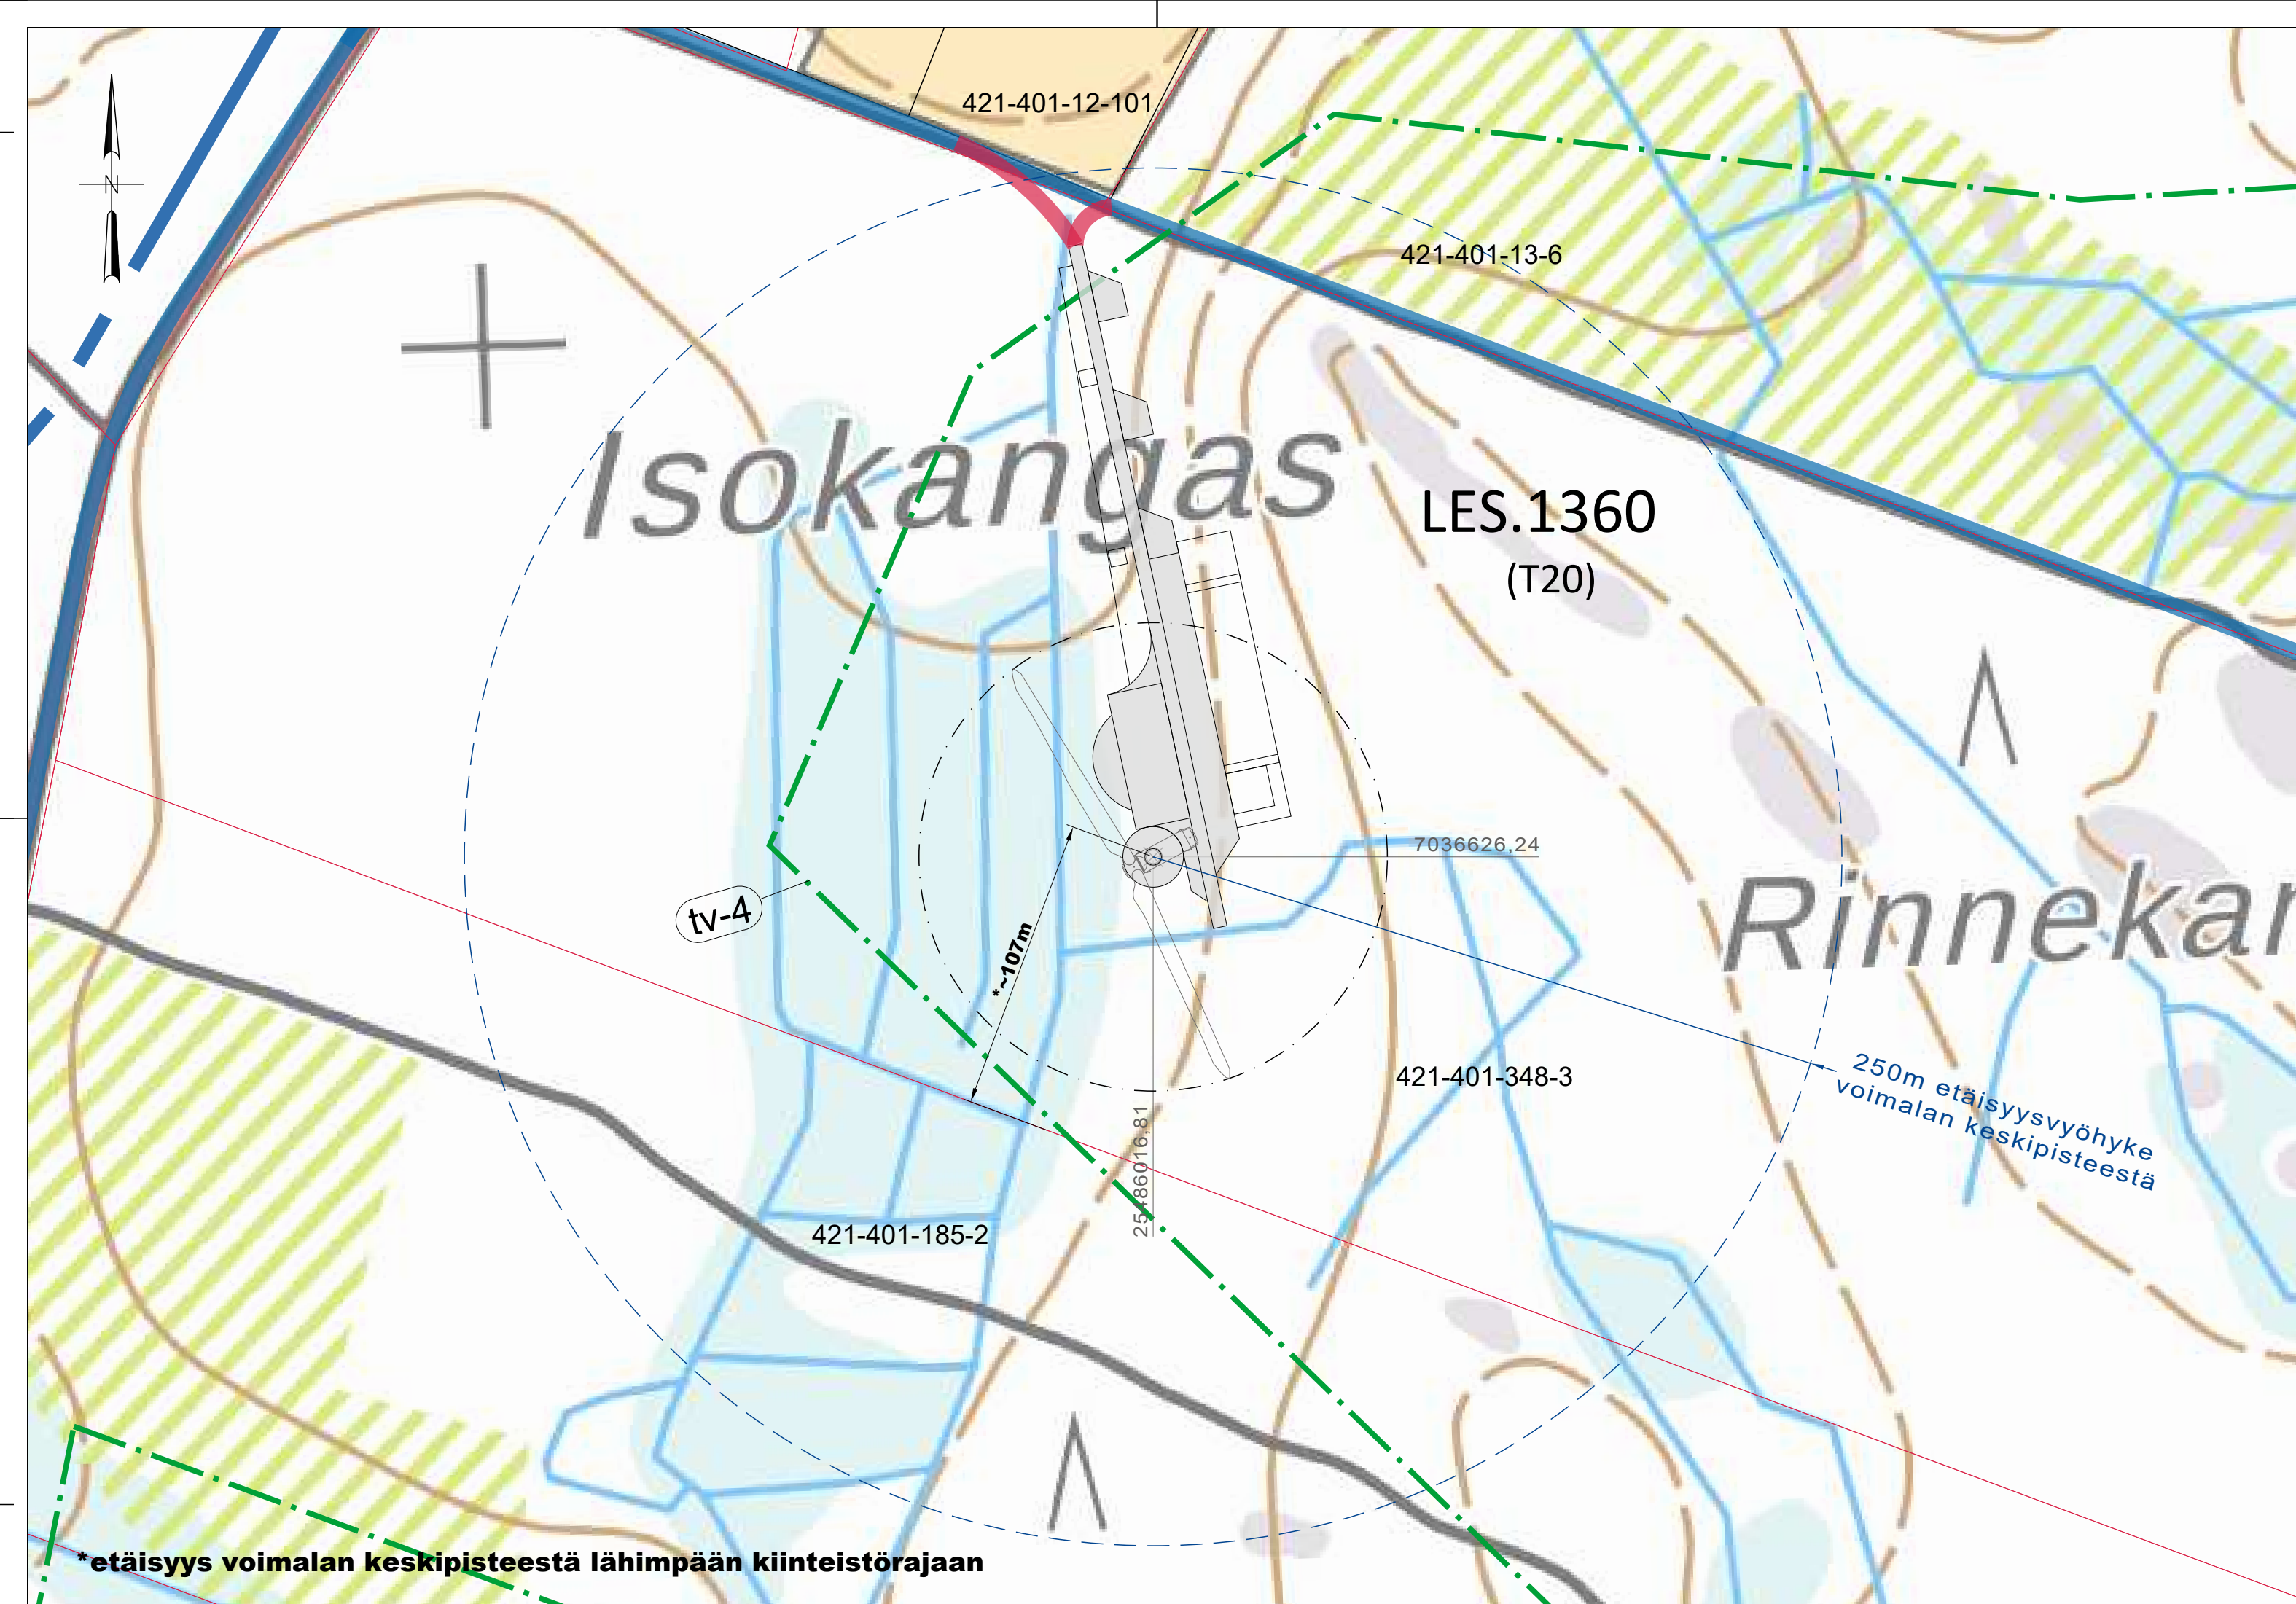 421-401-12-101
N
421-401-13-6
Isokangas
LES.1360
(T20)
7036626,24
tv-4
Rinnekan
*~107m
421-401-348-3
250m etäisyysvyöhyke
voimalan keskipisteestä
25486016,81
421-401-185-2
*etäisyys voimalan keskipisteestä lähimpään kiinteistörajaan